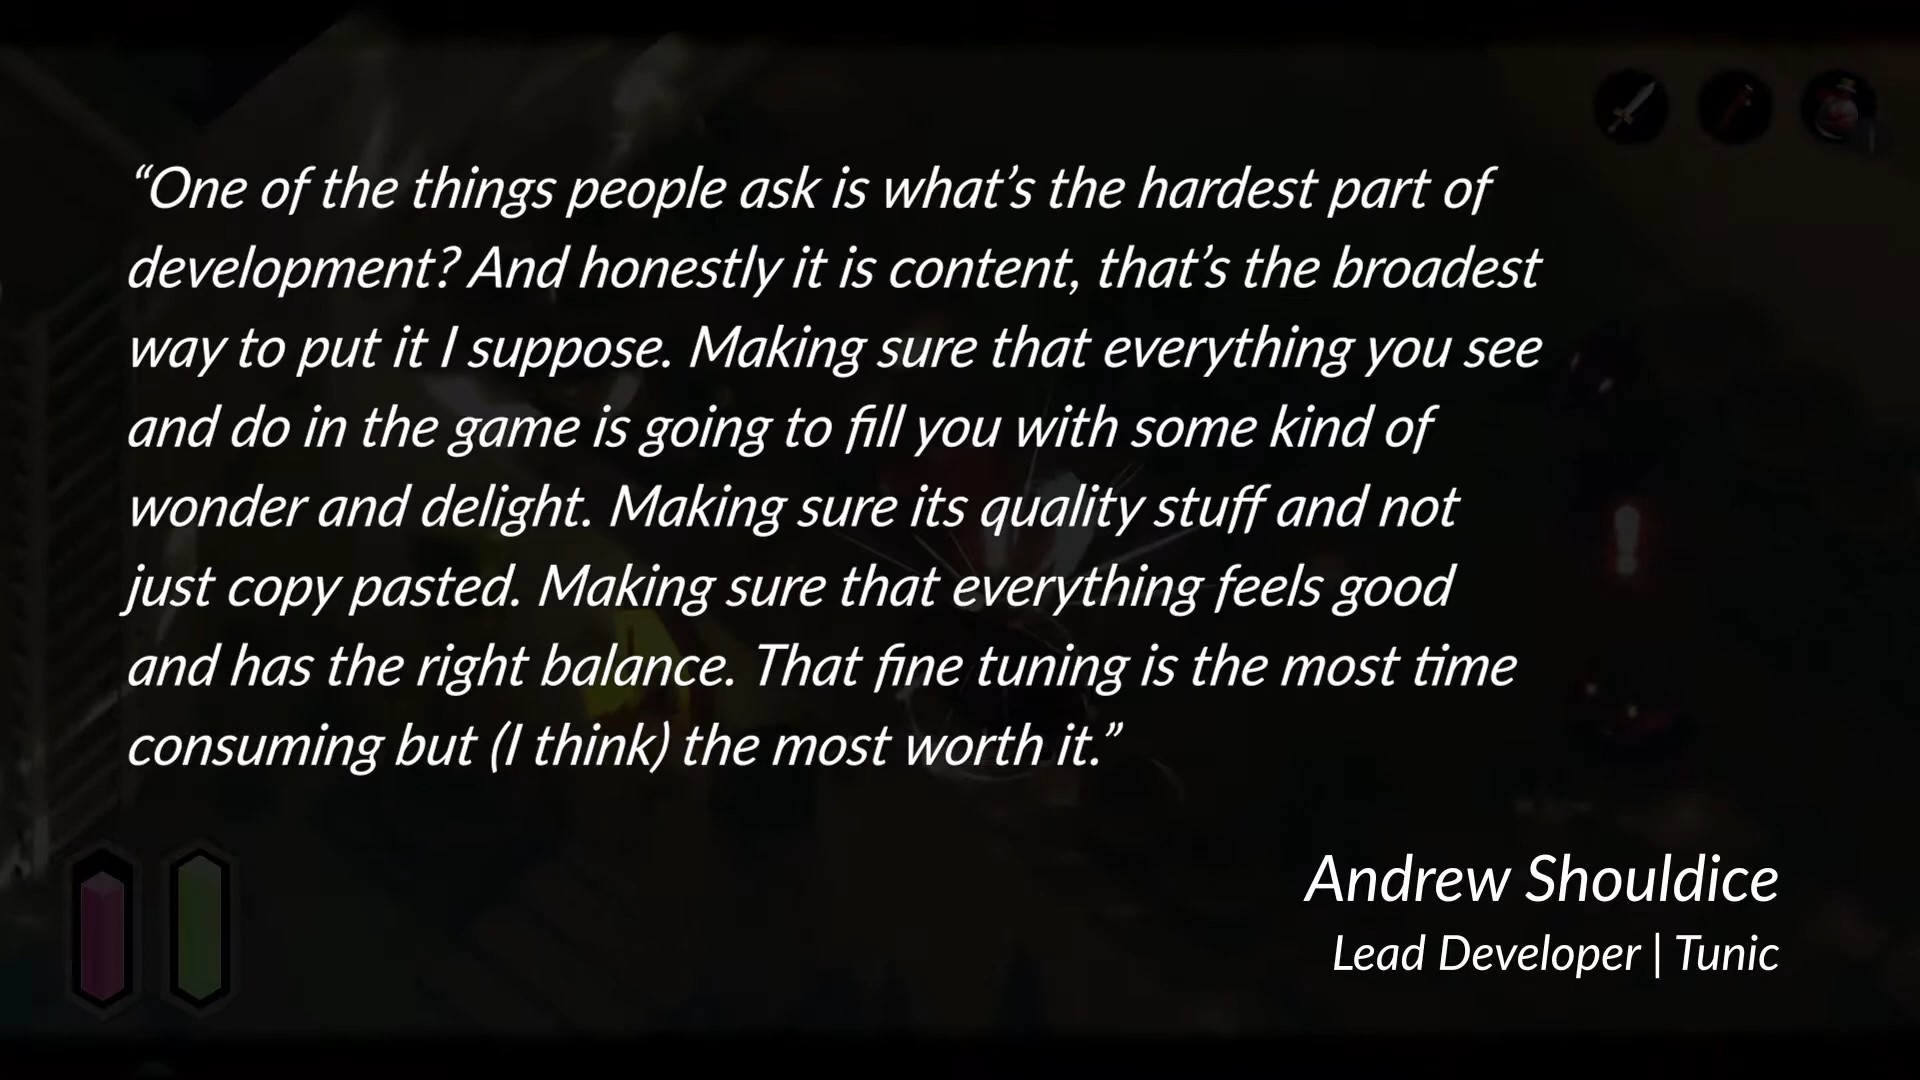 “One of the things people ask is what’s the hardest part of
development? And honestly it is content, that’s the broadest
way to put it I suppose. Making sure that everything you see
and do in the game is going to fill you with some kind of
wonder and delight. Making sure its quality stuff and not
just copy pasted. Making sure that everything feels good
and has the right balance. That fine tuning is the most time
consuming but (I think) the most worth it.”
Andrew Shouldice
Lead Developer | Tunic